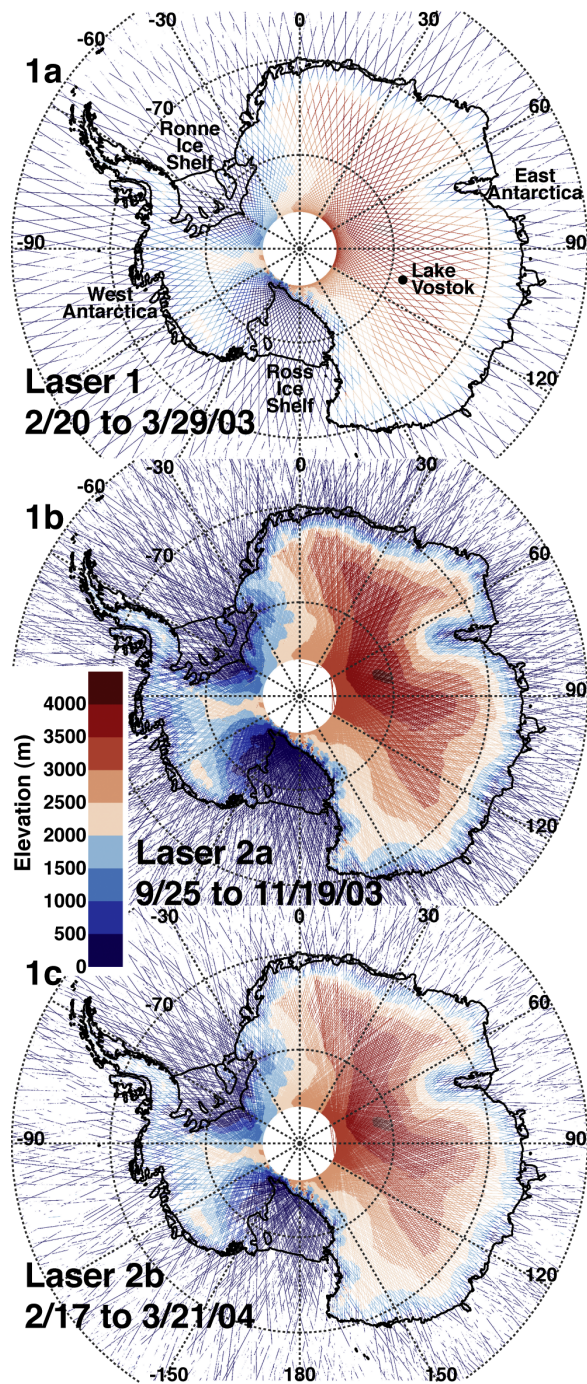 -30
0
30
-60
1a
-70
Ronne
Ice
Shelf
60
East
Antarctica
-90
90
Lake
Vostok
West
Antarctica
Ross
Ice
Shelf
120
Laser 1
2/20 to 3/29/03
-30
0
30
-60
1b
-70
60
90
Elevation (m)
4000
3500
3000
2500
2000
1500
1000
500
0
120
Laser 2a
9/25 to 11/19/03
0
30
1c
-70
60
-90
90
120
Laser 2b
2/17 to 3/21/04
-150
180
150